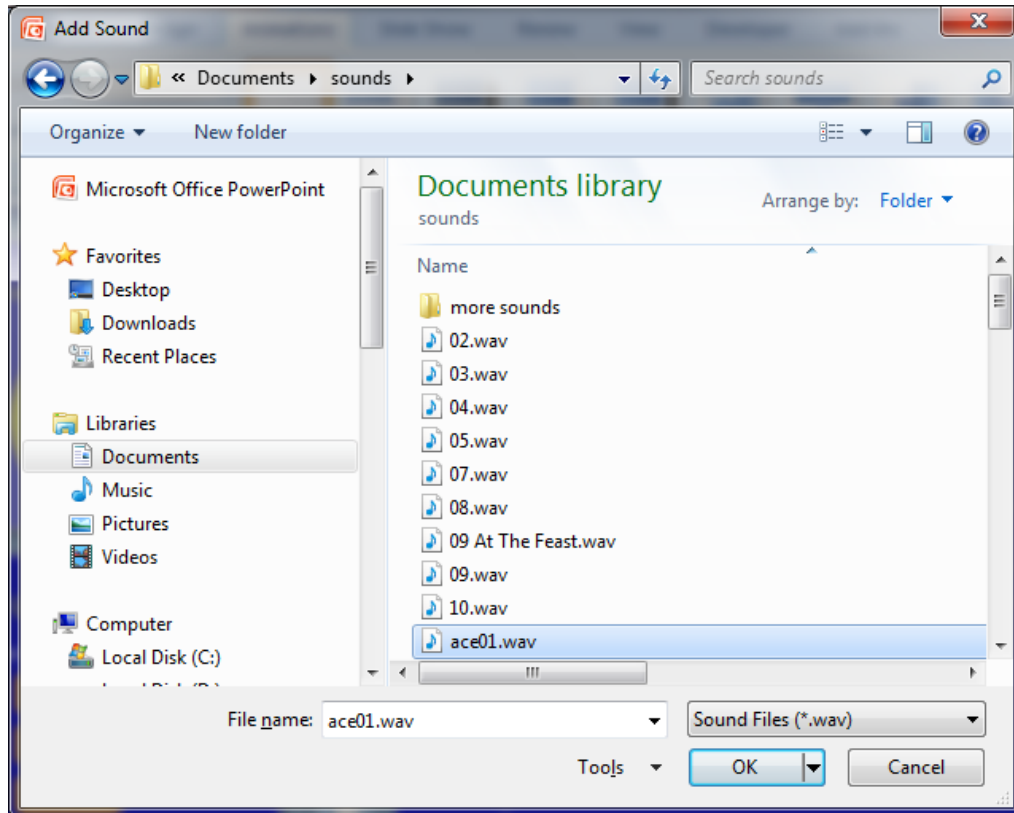 Add Sound
« Documents ▸ sounds ▸
Search sounds
Organize
New folder
Microsoft Office PowerPoint
Favorites
Desktop
Downloads
Recent Places
Libraries
Documents
Music
Pictures
Videos
Computer
Local Disk (C:)
Documents library
sounds
Arrange by: Folder
Name
more sounds
02.wav
03.wav
04.wav
05.wav
07.wav
08.wav
09 At The Feast.wav
09.wav
10.wav
ace01.wav
File name: ace01.wav
Sound Files (*.wav)
Tools
OK
Cancel